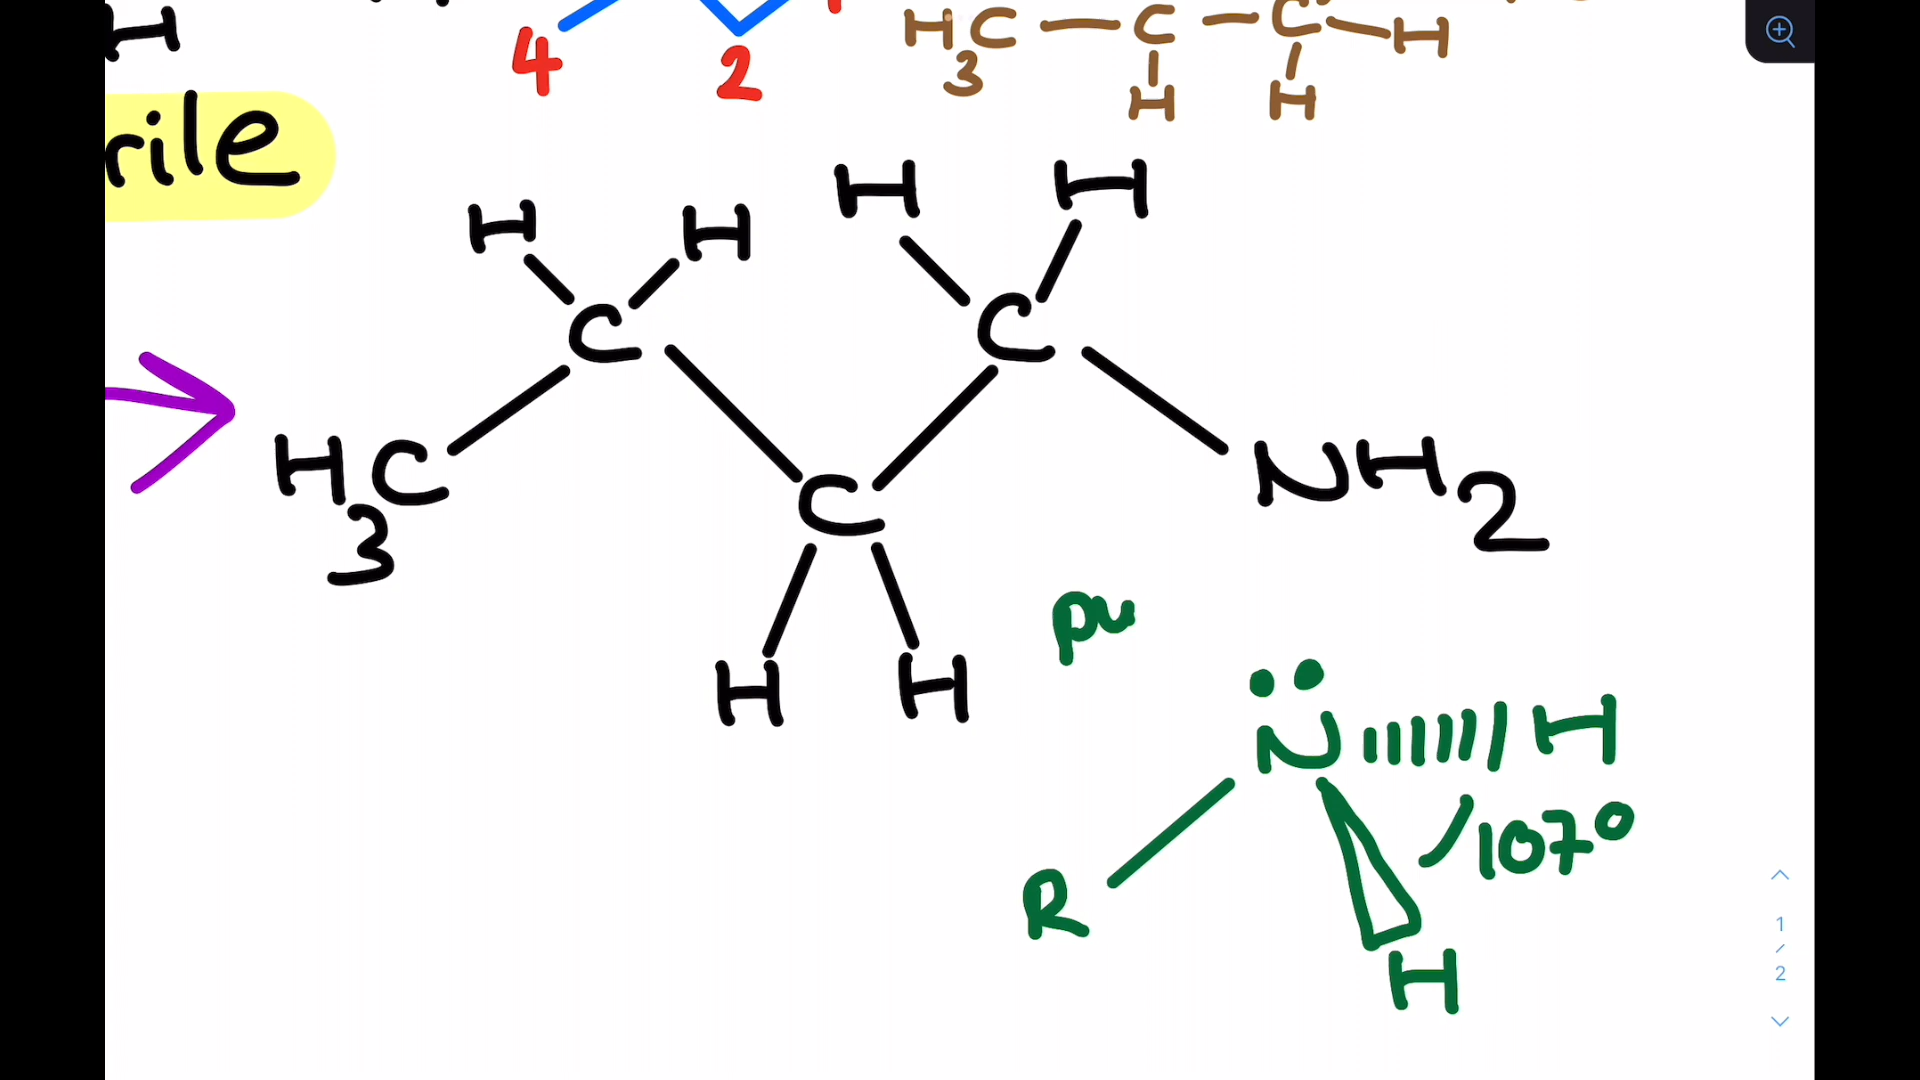 H
4 2
H3C — C — C — H
H H
rile
H H H H
C C
H3C C NH2
H H
pu
N H
107°
R
H
1
/
2